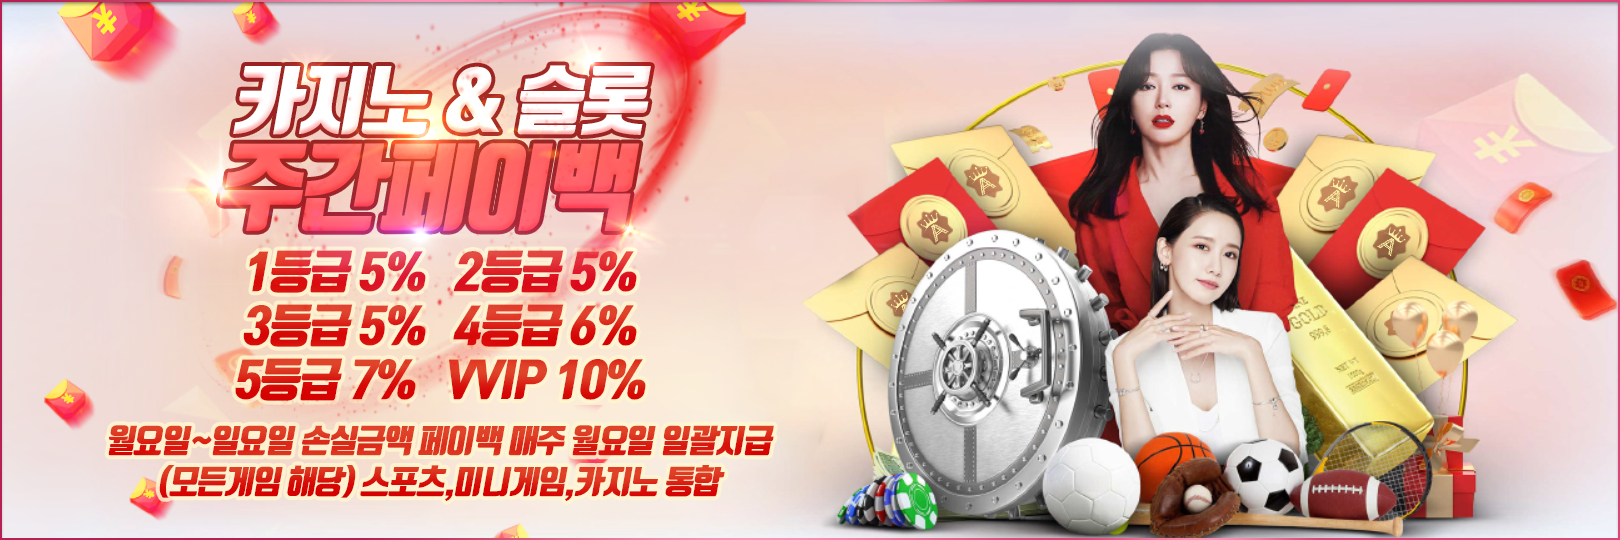 카지노 & 슬롯
주간페이백
1등급 5% 2등급 5%
3등급 5% 4등급 6%
5등급 7% VVIP 10%
월요일~일요일 손실금액 페이백 매주 월요일 일괄지급
(모든게임 해당) 스포츠,미니게임,카지노 통합
GOLD
999.9